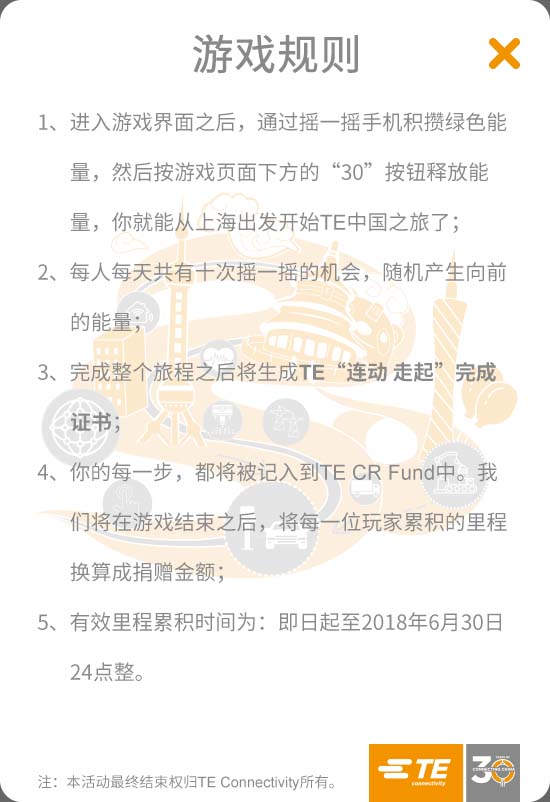 游戏规则
1、进入游戏界面之后，通过摇一摇手机积攒绿色能
量，然后按游戏页面下方的“30”按钮释放能
量，你就能从上海出发开始TE中国之旅了；
2、每人每天共有十次摇一摇的机会，随机产生向前
的能量；
3、完成整个旅程之后将生成TE“连动 走起”完成
证书；
4、你的每一步，都将被记入到TE CR Fund中。我
们将在游戏结束之后，将每一位玩家累积的里程
换算成捐赠金额；
5、有效里程累积时间为：即日起至2018年6月30日
24点整。
注：本活动最终结束权归TE Connectivity所有。
TE
connectivity
YEARS OF
CONNECTING CHINA
30